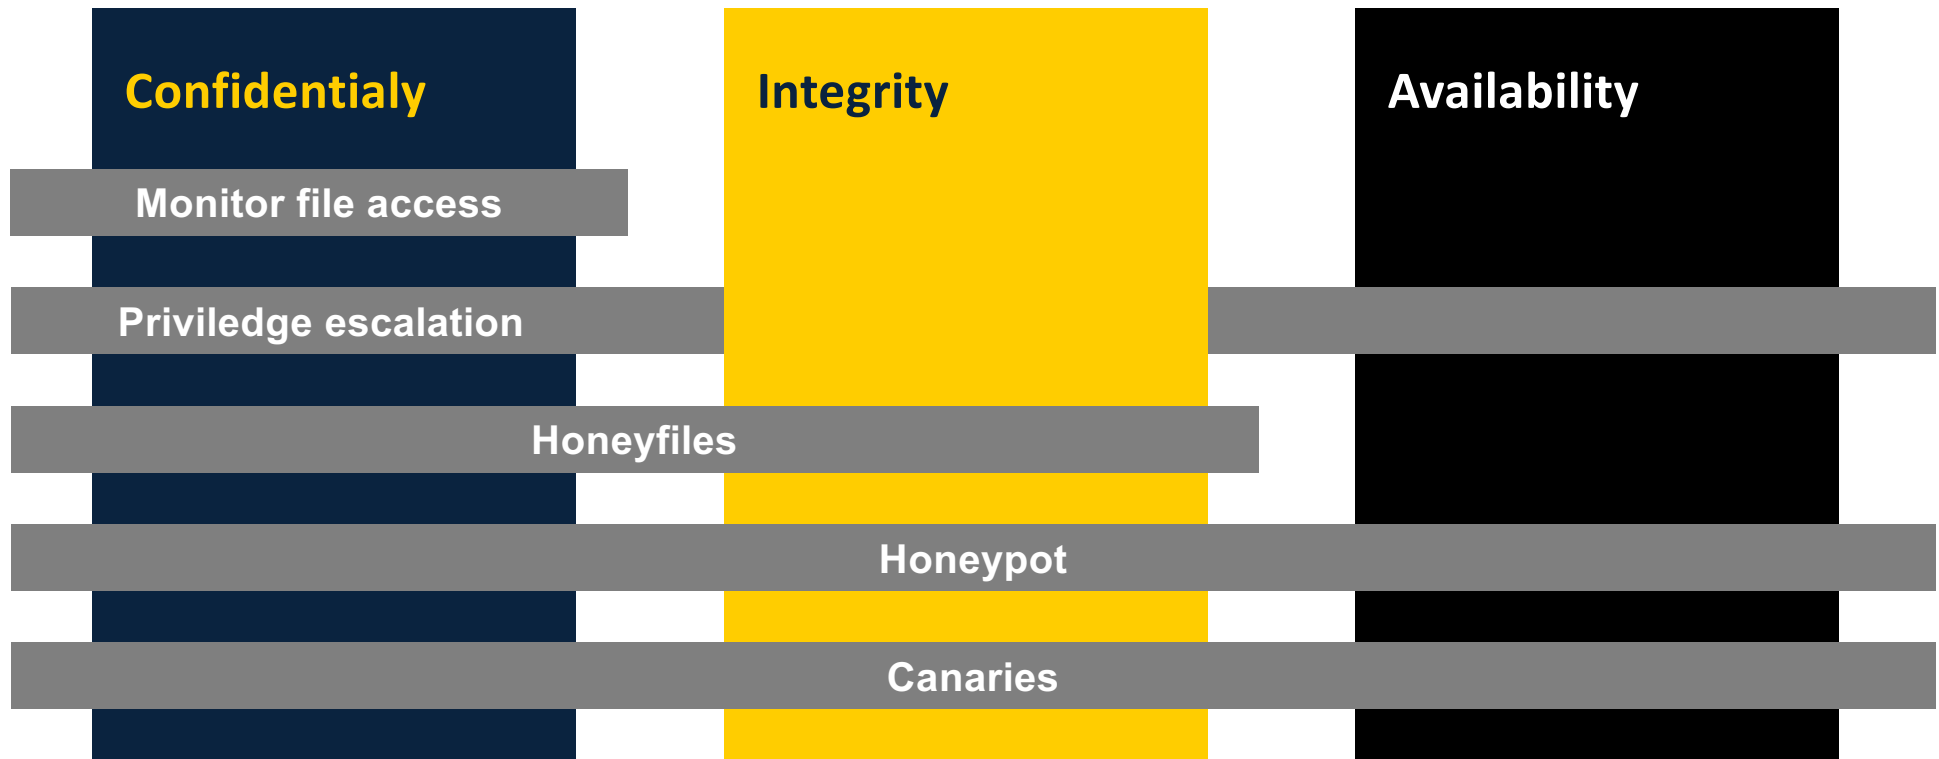 Confidentialy
Integrity
Availability
Monitor file access
Priviledge escalation
Honeyfiles
Honeypot
Canaries